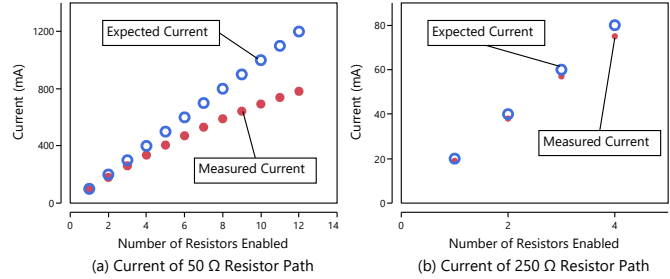 1200
800
400
0
0
2
4
6
8
10
12
14
Current (mA)
Number of Resistors Enabled
Expected Current
Measured Current
(a) Current of 50 Ω Resistor Path
80
60
40
20
0
0
2
4
Current (mA)
Number of Resistors Enabled
Expected Current
Measured Current
(b) Current of 250 Ω Resistor Path